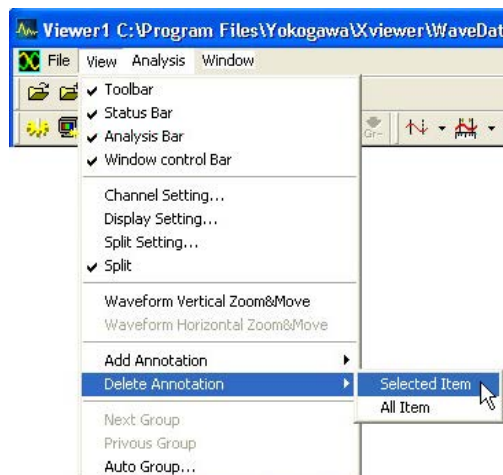 Viewer1 C:\Program Files\Yokogawa\Xviewer\WaveDat
File View Analysis Window
Toolbar
Status Bar
Analysis Bar
Window control Bar
Gr-
Channel Setting...
Display Setting...
Split Setting...
Split
Waveform Vertical Zoom&Move
Waveform Horizontal Zoom&Move
Add Annotation
Delete Annotation
Selected Item
All Item
Next Group
Privous Group
Auto Group...